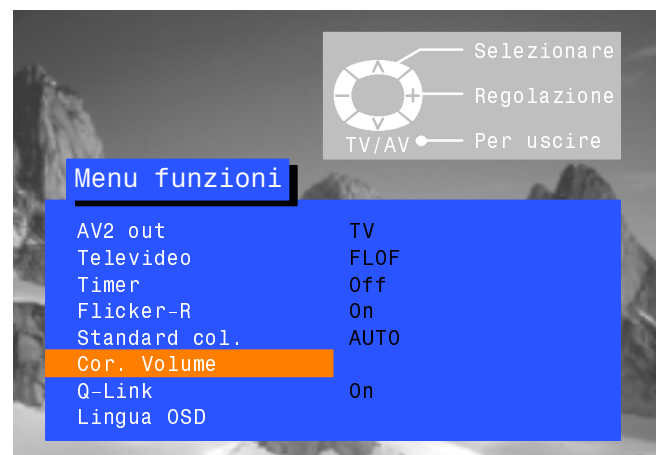 Selezionare
Regolazione
TV/AV Per uscire
Menu funzioni
AV2 out TV
Televideo FLOF
Timer Off
Flicker-R On
Standard col. AUTO
Cor. Volume
Q-Link On
Lingua OSD